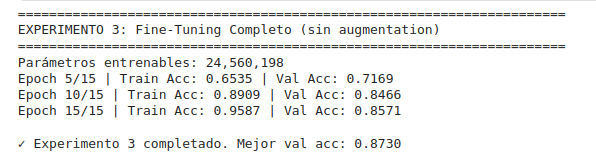 ======================================================================
EXPERIMENTO 3: Fine-Tuning Completo (sin augmentation)
======================================================================
Parámetros entrenables: 24,560,198
Epoch 5/15 | Train Acc: 0.6535 | Val Acc: 0.7169
Epoch 10/15 | Train Acc: 0.8909 | Val Acc: 0.8466
Epoch 15/15 | Train Acc: 0.9587 | Val Acc: 0.8571
✓ Experimento 3 completado. Mejor val acc: 0.8730